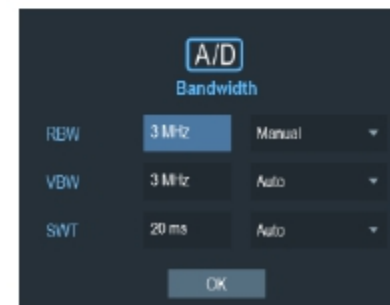 A/D
Bandwidth
RBW 3 MHz Manual
VBW 3 MHz Auto
SWT 20 ms Auto
OK